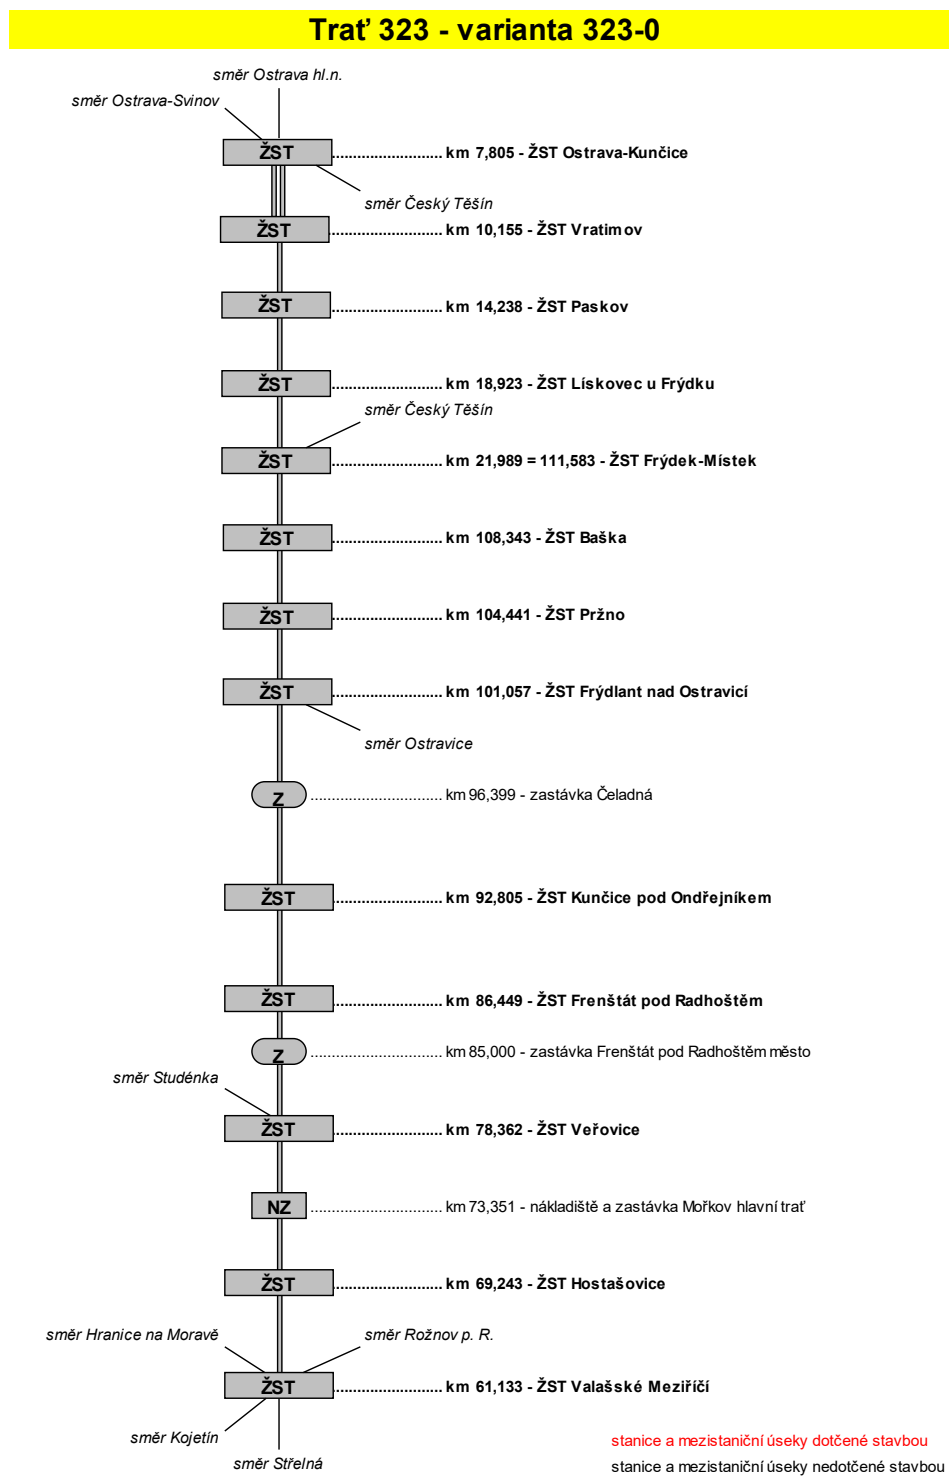 Trať 323 - varianta 323-0
směr Ostrava hl.n.
směr Ostrava-Svinov
ŽST .......................... km 7,805 - ŽST Ostrava-Kunčice
směr Český Těšín
ŽST .......................... km 10,155 - ŽST Vratimov
ŽST .......................... km 14,238 - ŽST Paskov
ŽST .......................... km 18,923 - ŽST Lískovec u Frýdku
směr Český Těšín
ŽST .......................... km 21,989 = 111,583 - ŽST Frýdek-Místek
ŽST .......................... km 108,343 - ŽST Baška
ŽST .......................... km 104,441 - ŽST Pržno
ŽST .......................... km 101,057 - ŽST Frýdlant nad Ostravicí
směr Ostravice
Z ............................... km 96,399 - zastávka Čeladná
ŽST .......................... km 92,805 - ŽST Kunčice pod Ondřejníkem
ŽST .......................... km 86,449 - ŽST Frenštát pod Radhoštěm
Z ............................... km 85,000 - zastávka Frenštát pod Radhoštěm město
směr Studénka
ŽST .......................... km 78,362 - ŽST Veřovice
NZ ............................... km 73,351 - nákladiště a zastávka Mořkov hlavní trať
ŽST .......................... km 69,243 - ŽST Hostašovice
směr Hranice na Moravě
směr Rožnov p. R.
ŽST .......................... km 61,133 - ŽST Valašské Meziříčí
směr Kojetín
směr Střelná
stanice a mezistaniční úseky dotčené stavbou
stanice a mezistaniční úseky nedotčené stavbou